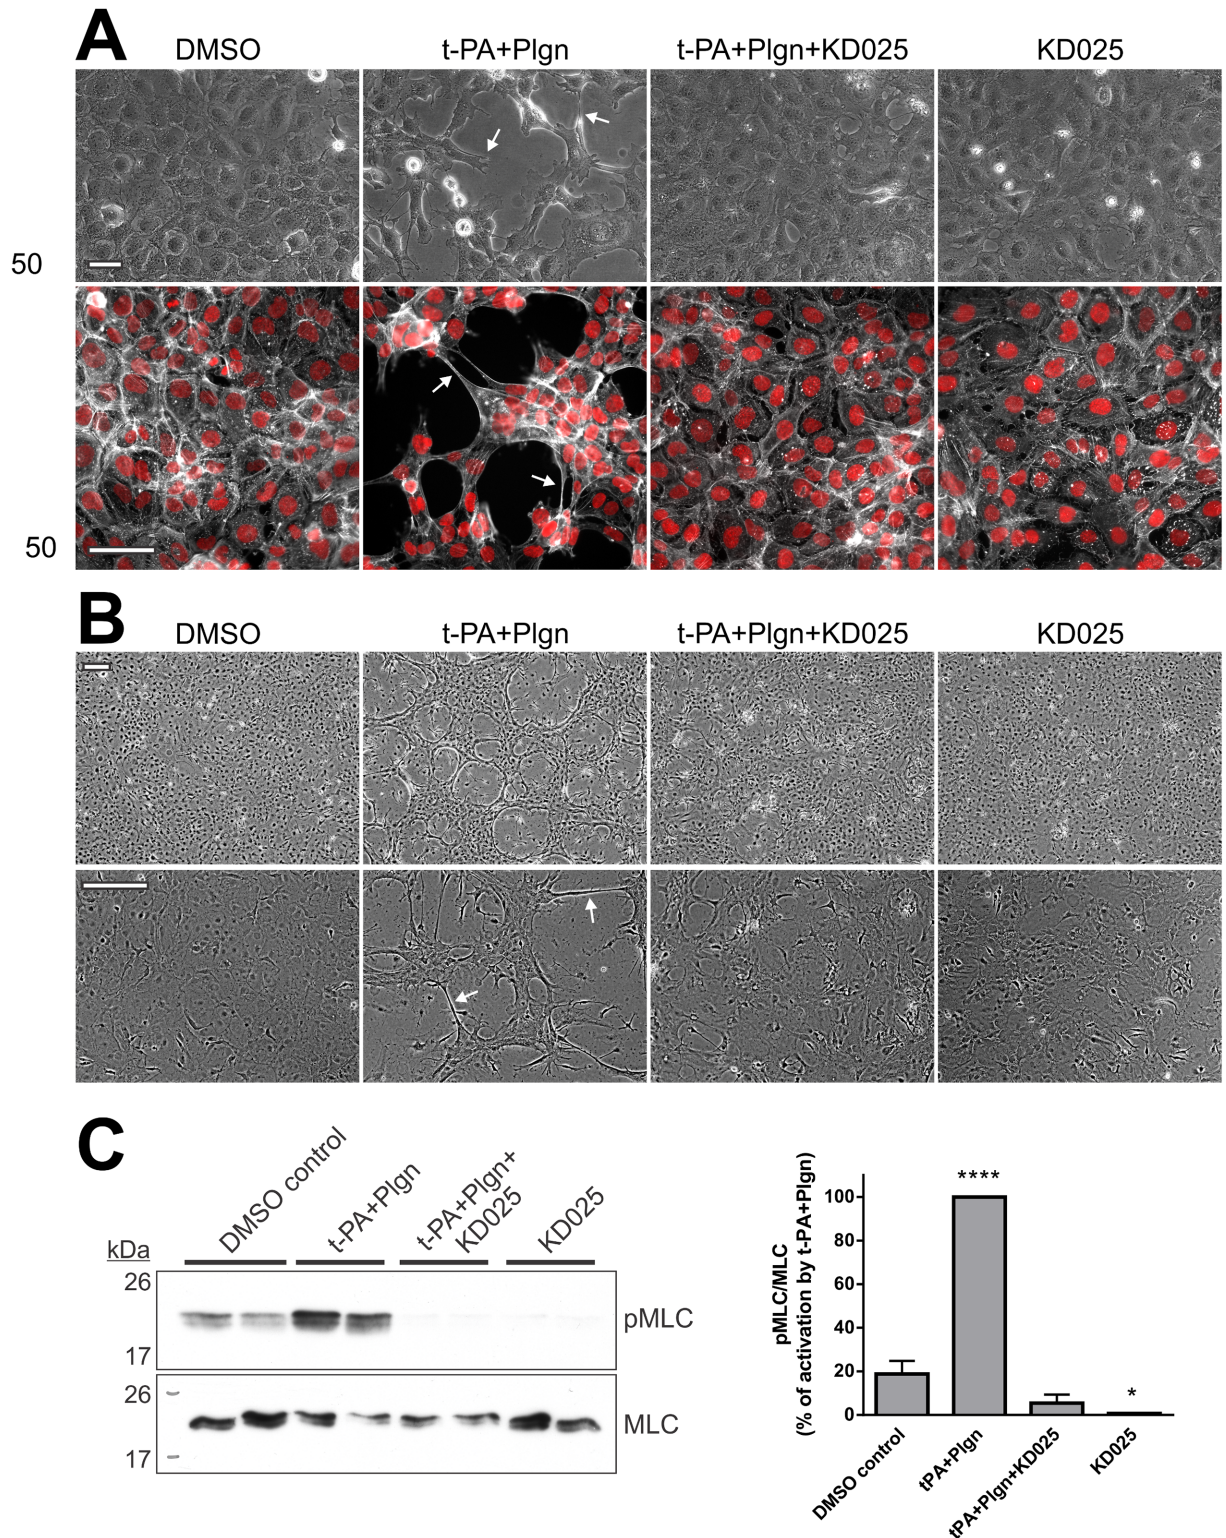 A
DMSO
t-PA+Plgn
t-PA+Plgn+KD025
KD025
50
50
B
DMSO
t-PA+Plgn
t-PA+Plgn+KD025
KD025
C
DMSO control
t-PA+Plgn
t-PA+Plgn+
KD025
KD025
kDa
26
17
pMLC
26
17
MLC
pMLC/MLC
(% of activation by t-PA+Plgn)
100
80
60
40
20
0
****
*
DMSO control
tPA+Plgn
tPA+Plgn+KD025
KD025